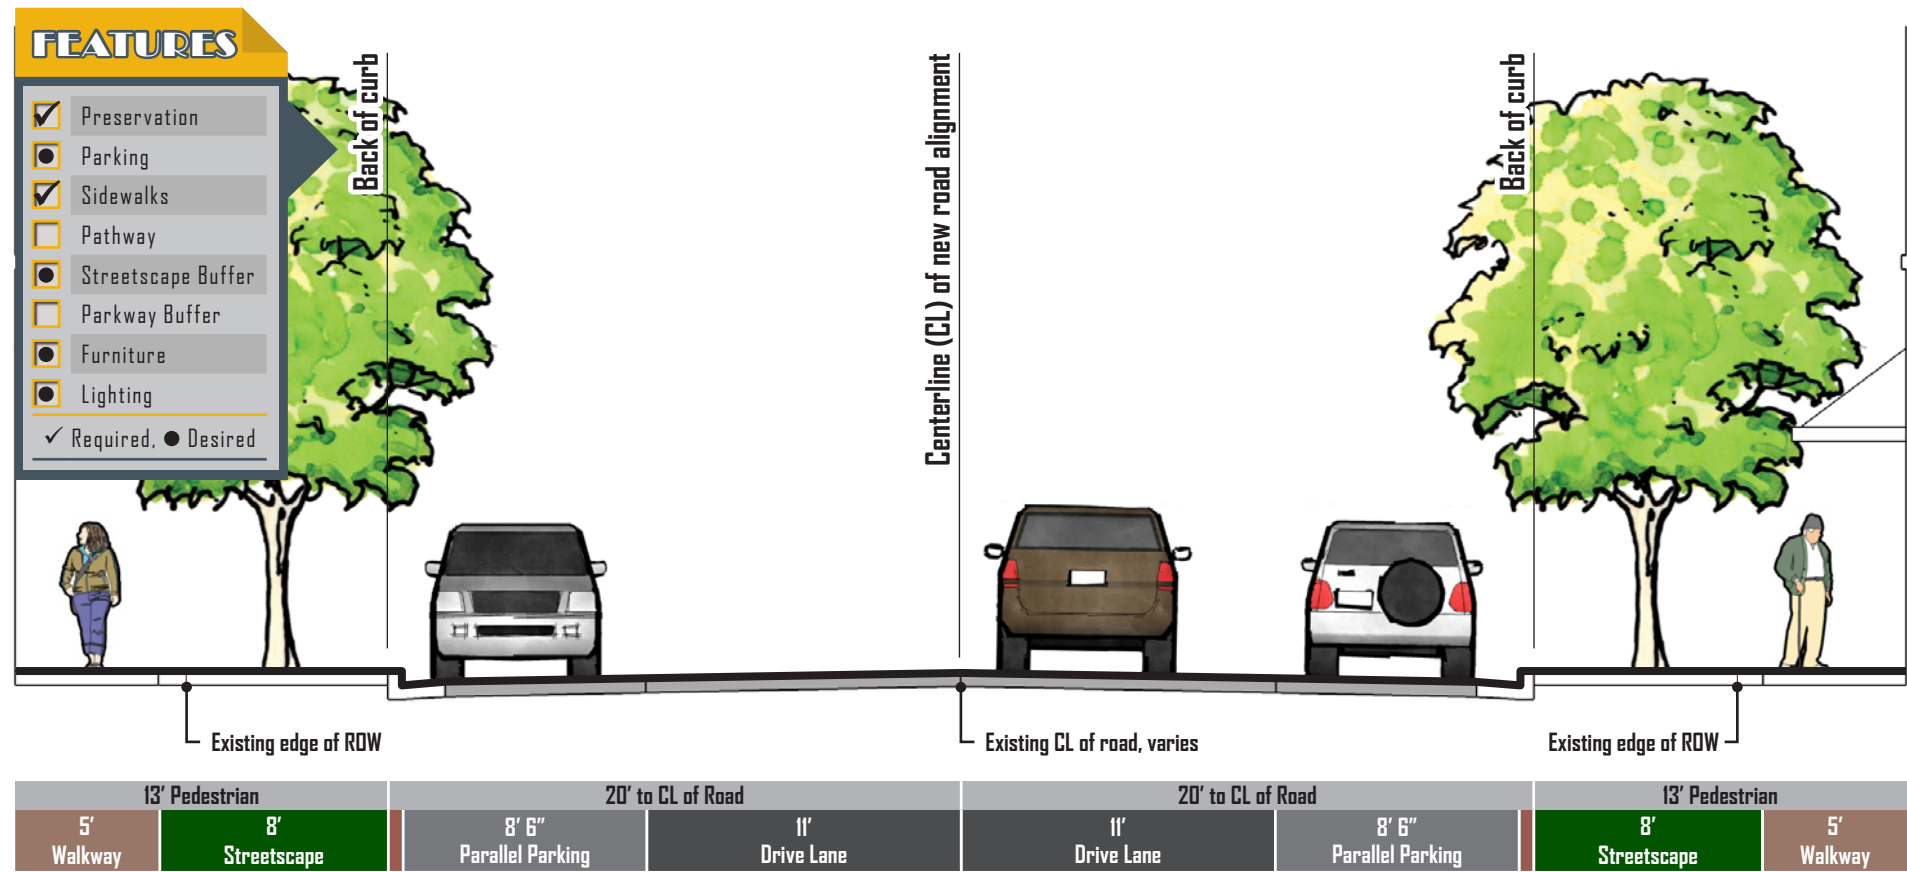 FEATURES
Preservation
Parking
Sidewalks
Pathway
Streetscape Buffer
Parkway Buffer
Furniture
Lighting
✓ Required, ● Desired
Back of curb
Centerline (CL) of new road alignment
Back of curb
Existing edge of ROW
Existing CL of road, varies
Existing edge of ROW
13' Pedestrian
20' to CL of Road
20' to CL of Road
13' Pedestrian
5'
Walkway
8'
Streetscape
8' 6"
Parallel Parking
11'
Drive Lane
11'
Drive Lane
8' 6"
Parallel Parking
8'
Streetscape
5'
Walkway